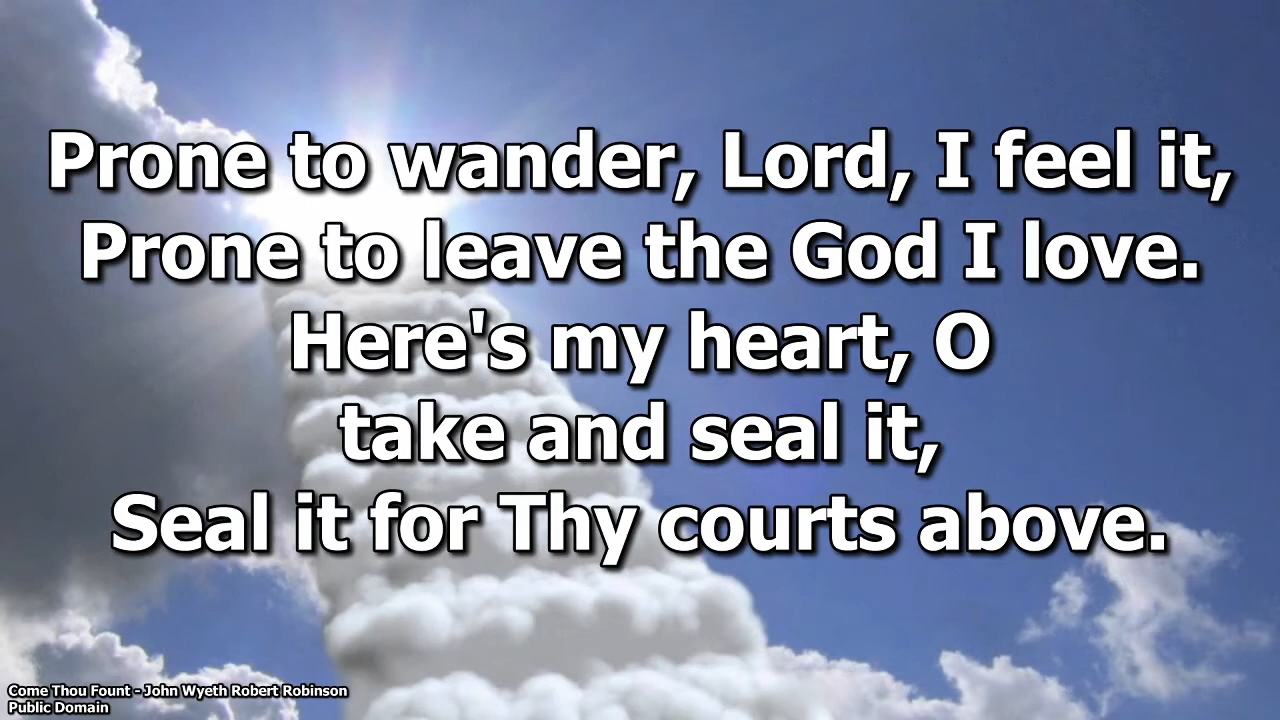 Prone to wander, Lord, I feel it,
Prone to leave the God I love.
Here's my heart, O
take and seal it,
Seal it for Thy courts above.
Come Thou Fount - John Wyeth Robert Robinson
Public Domain